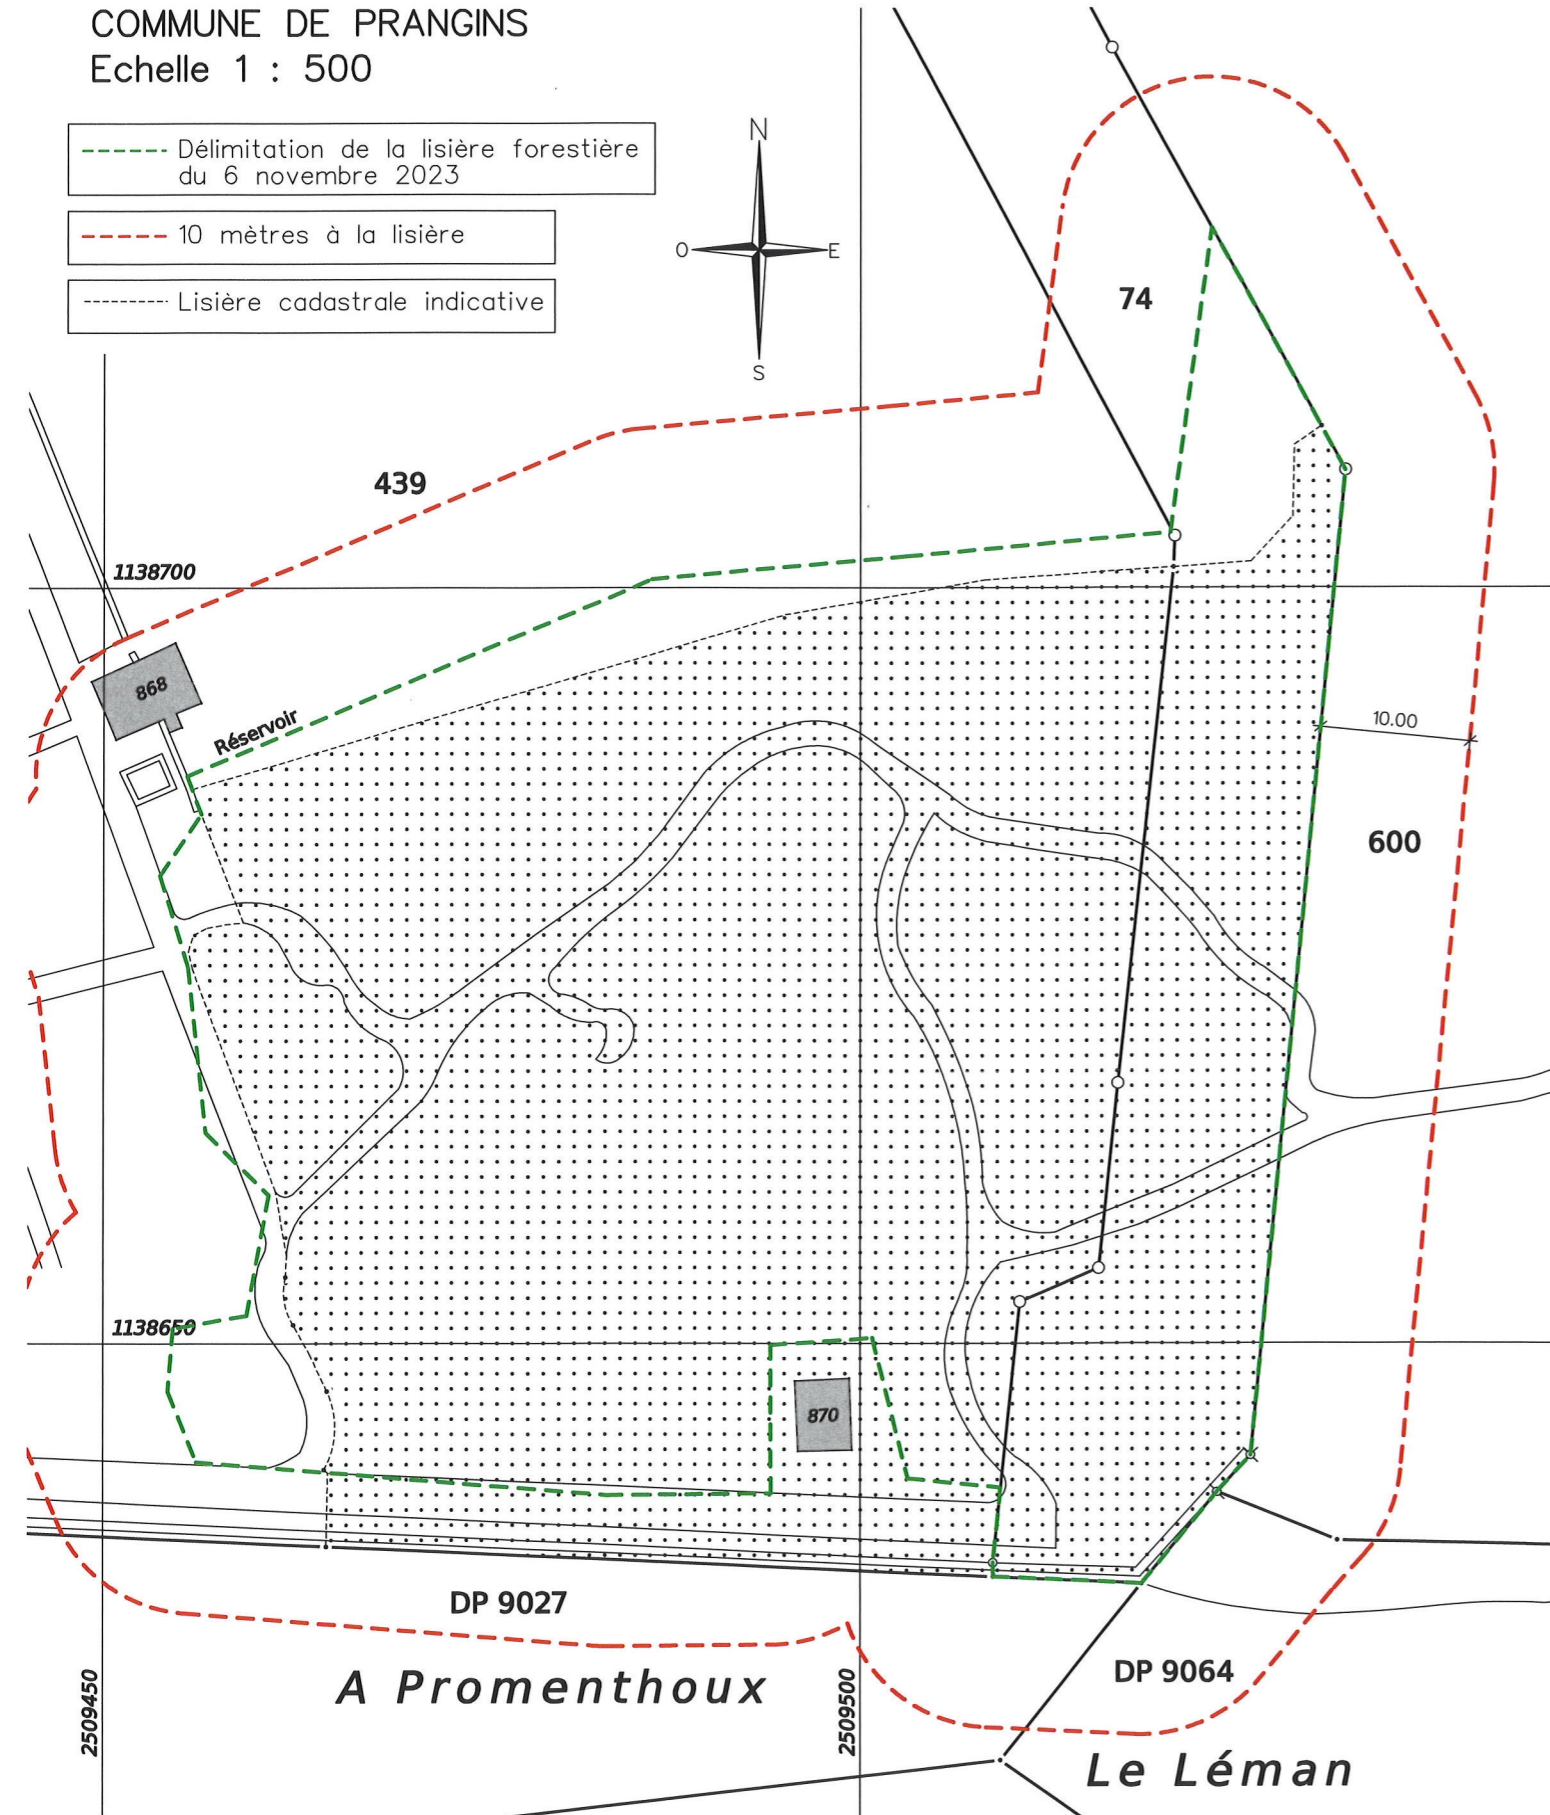 COMMUNE DE PRANGINS
Echelle 1 : 500
Délimitation de la lisière forestière
du 6 novembre 2023
10 mètres à la lisière
Lisière cadastrale indicative
N
O
E
S
74
439
1138700
868
Réservoir
10.00
600
1138650
870
DP 9027
A Promenthoux
DP 9064
2509450
2509500
Le Léman